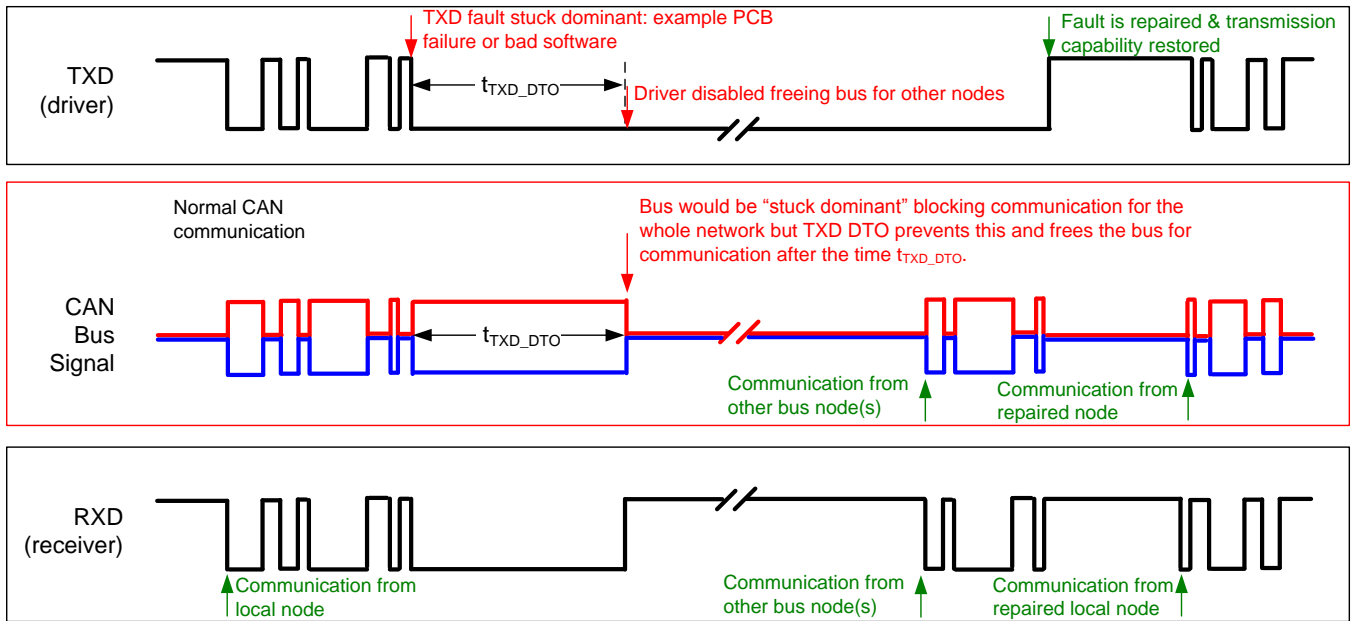 TXD fault stuck dominant: example PCB
failure or bad software
Fault is repaired & transmission
capability restored
TXD
(driver)
tTXD_DTO
Driver disabled freeing bus for other nodes
Normal CAN
communication
Bus would be “stuck dominant” blocking communication for the
whole network but TXD DTO prevents this and frees the bus for
communication after the time tTXD_DTO.
CAN
Bus
Signal
tTXD_DTO
Communication from
other bus node(s)
Communication from
repaired node
RXD
(receiver)
Communication from
local node
Communication from
other bus node(s)
Communication from
repaired local node